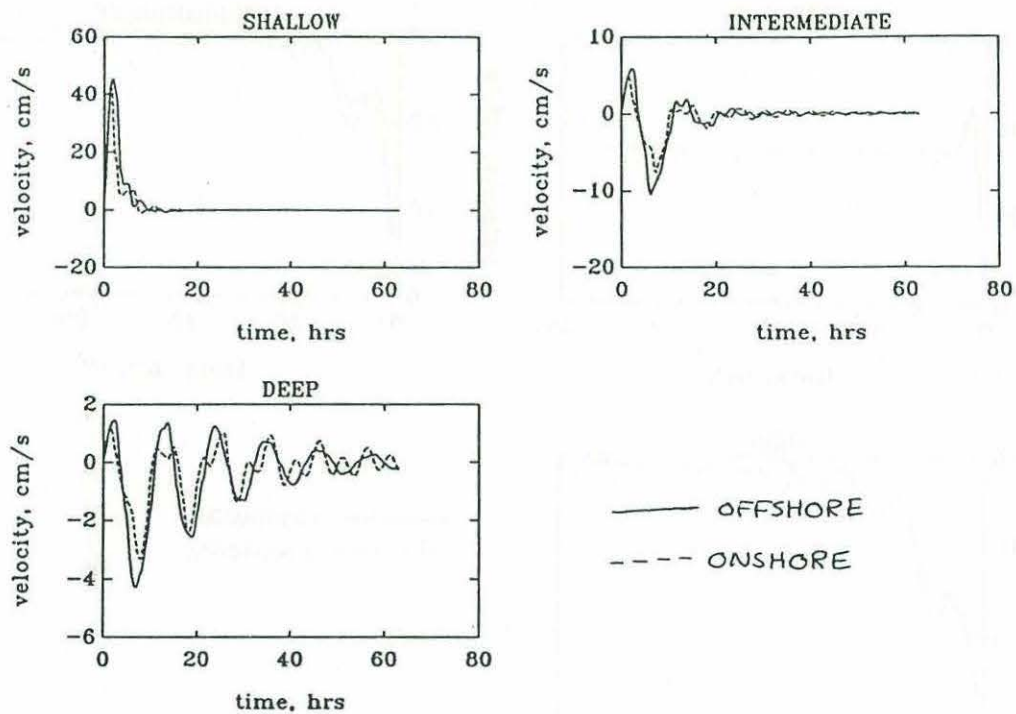 SHALLOW
60
40
20
0
−20
velocity, cm/s
0 20 40 60 80
time, hrs
INTERMEDIATE
10
0
−10
−20
velocity, cm/s
0 20 40 60 80
time, hrs
DEEP
2
0
−2
−4
−6
velocity, cm/s
0 20 40 60 80
time, hrs
OFFSHORE
ONSHORE